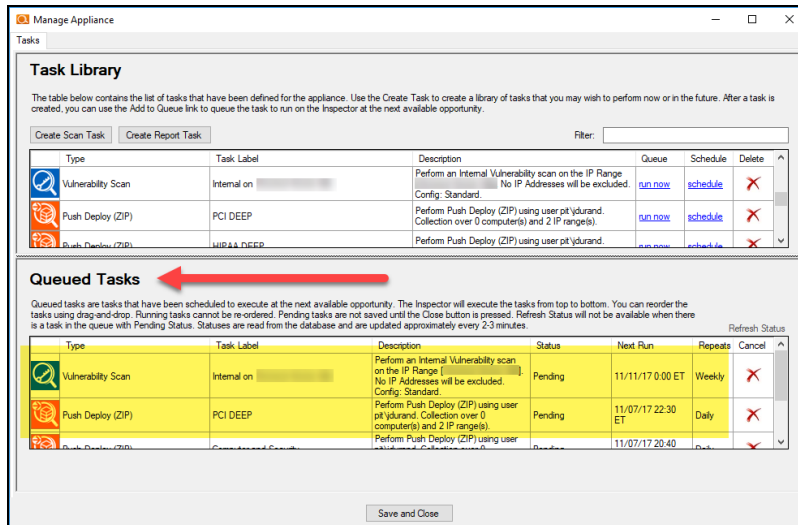 Manage Appliance
Tasks
Task Library
The table below contains the list of tasks that have been defined for the appliance. Use the Create Task to create a library of tasks that you may wish to perform now or in the future. After a task is
created, you can use the Add to Queue link to queue the task to run on the Inspector at the next available opportunity.
Create Scan Task Create Report Task Filter:
Type Task Label Description Queue Schedule Delete
Vulnerability Scan Internal on Perform an Internal Vulnerability scan on the IP Range
No IP Addresses will be excluded. run now schedule
Config: Standard.
Push Deploy (ZIP) PCI DEEP Perform Push Deploy (ZIP) using user pit\jdurand.
Collection over 0 computer(s) and 2 IP range(s). run now schedule
Push Deploy (ZIP) HIPAA DEEP Perform Push Deploy (ZIP) using user pit\jdurand. run now schedule
Queued Tasks
Queued tasks are tasks that have been scheduled to execute at the next available opportunity. The Inspector will execute the tasks from top to bottom. You can reorder the
tasks using drag-and-drop. Running tasks cannot be re-ordered. Pending tasks are not saved until the Close button is pressed. Refresh Status will not be available when there
is a task in the queue with Pending Status. Statuses are read from the database and are updated approximately every 2-3 minutes.
Refresh Status
Type Task Label Description Status Next Run Repeats Cancel
Vulnerability Scan Internal on Perform an Internal Vulnerability scan
on the IP Range [ ].
No IP Addresses will be excluded.
Config: Standard. Pending 11/11/17 0:00 ET Weekly
Push Deploy (ZIP) PCI DEEP Perform Push Deploy (ZIP) using user
pit\jdurand. Collection over 0
computer(s) and 2 IP range(s). Pending 11/07/17 22:30
ET Daily
Push Deploy (ZIP) Computer and Security Perform Push Deploy (ZIP) using user
pit\jdurand. Collection over 0 Pending 11/07/17 20:40 Daily
Save and Close